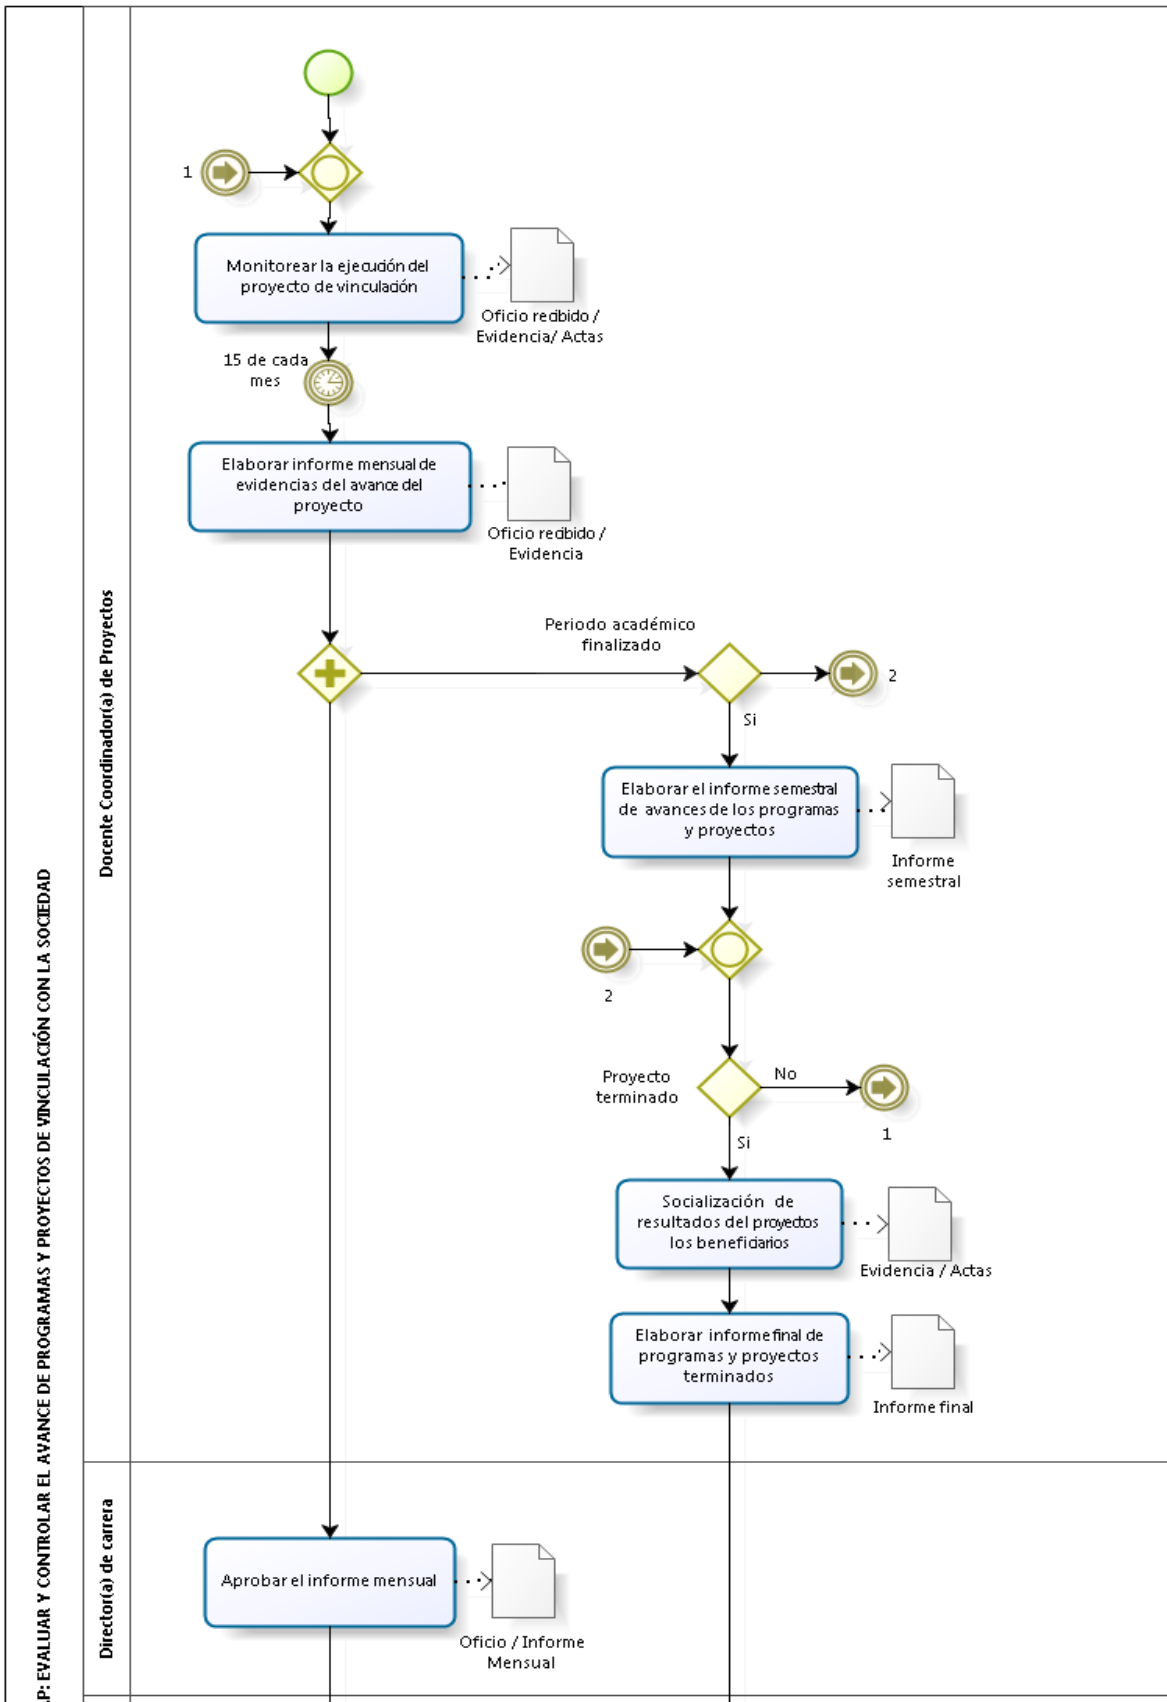 P: EVALUAR Y CONTROLAR EL AVANCE DE PROGRAMAS Y PROYECTOS DE VINCULACIÓN CON LA SOCIEDAD
Docente Coordinador(a) de Proyectos
1
Monitorear la ejecución del
proyecto de vinculación
Oficio recibido /
Evidencia/ Actas
15 de cada
mes
Elaborar informe mensual de
evidencias del avance del
proyecto
Oficio recibido /
Evidencia
Periodo académico
finalizado
2
Si
Elaborar el informe semestral
de avances de los programas
y proyectos
Informe
semestral
2
Proyecto
terminado
No
1
Si
Socialización de
resultados del proyectos
los beneficiarios
Evidencia / Actas
Elaborar informe final de
programas y proyectos
terminados
Informe final
Director(a) de carrera
Aprobar el informe mensual
Oficio / Informe
Mensual